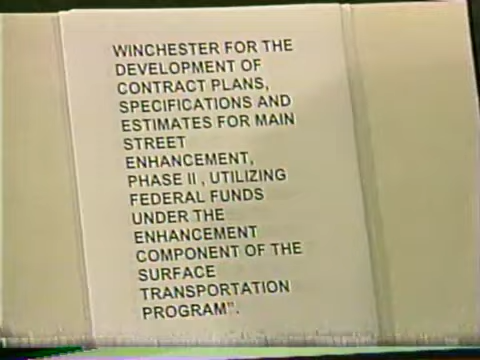 WINCHESTER FOR THE
DEVELOPMENT OF
CONTRACT PLANS,
SPECIFICATIONS AND
ESTIMATES FOR MAIN
STREET
ENHANCEMENT,
PHASE II , UTILIZING
FEDERAL FUNDS
UNDER THE
ENHANCEMENT
COMPONENT OF THE
SURFACE
TRANSPORTATION
PROGRAM”.